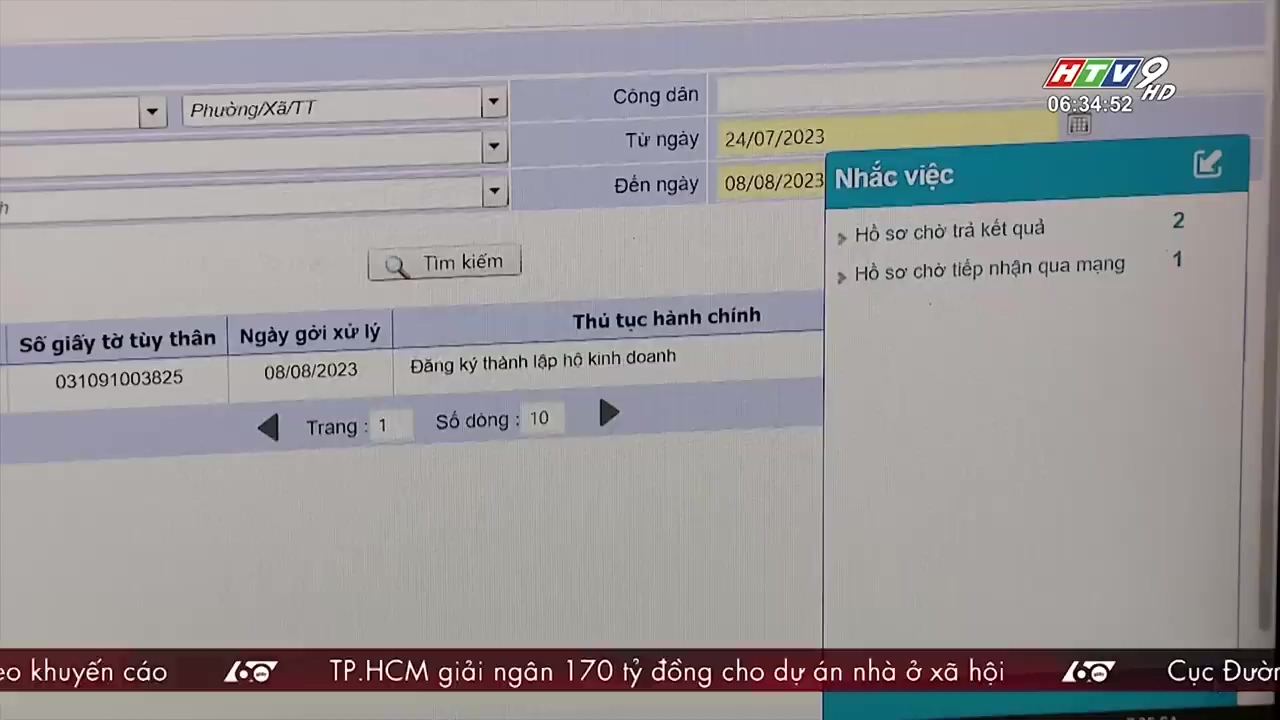 HTV9 HD
06:34:52
Phường/Xã/TT
Công dân
Từ ngày 24/07/2023
Đến ngày 08/08/2023
Nhắc việc
Hồ sơ chờ trả kết quả 2
Hồ sơ chờ tiếp nhận qua mạng 1
Tìm kiếm
Số giấy tờ tùy thân Ngày gởi xử lý Thủ tục hành chính
031091003825 08/08/2023 Đăng ký thành lập hộ kinh doanh
Trang : 1 Số dòng : 10
khuyến cáo 60 giây TP.HCM giải ngân 170 tỷ đồng cho dự án nhà ở xã hội 60 giây Cục